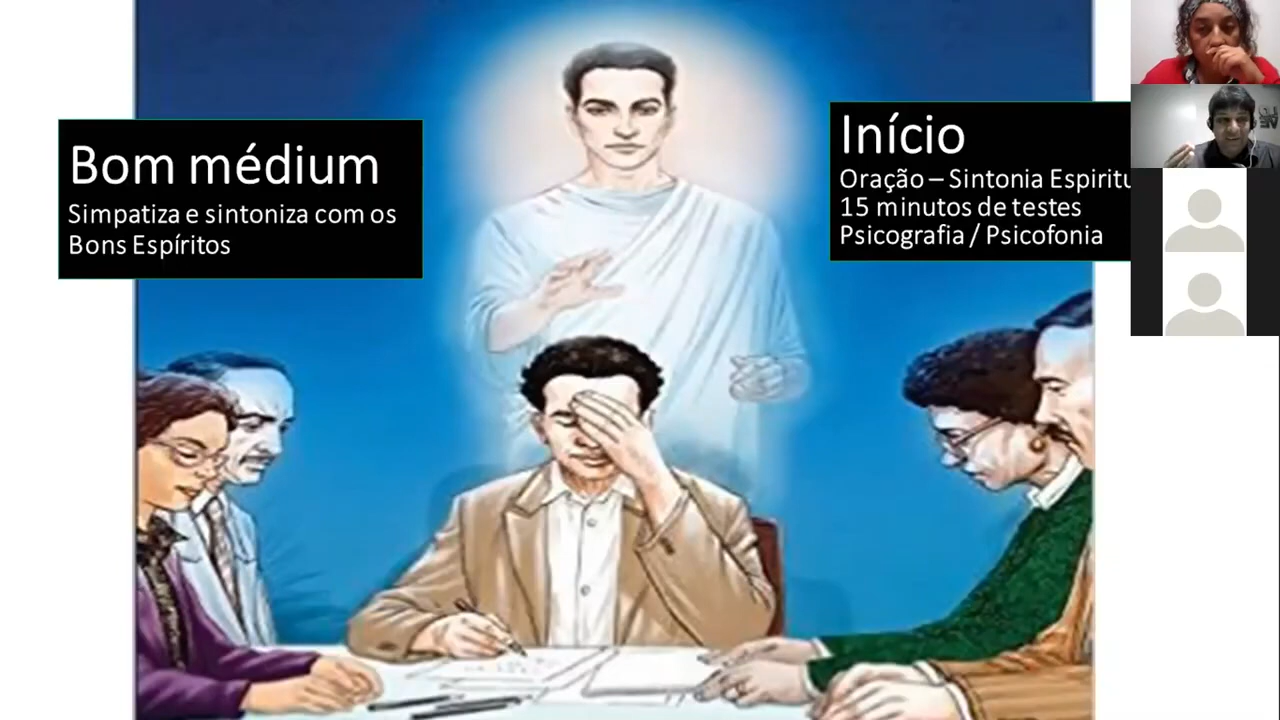 Bom médium
Simpatiza e sintoniza com os
Bons Espíritos
Início
Oração – Sintonia Espiritu
15 minutos de testes
Psicografia / Psicofonia